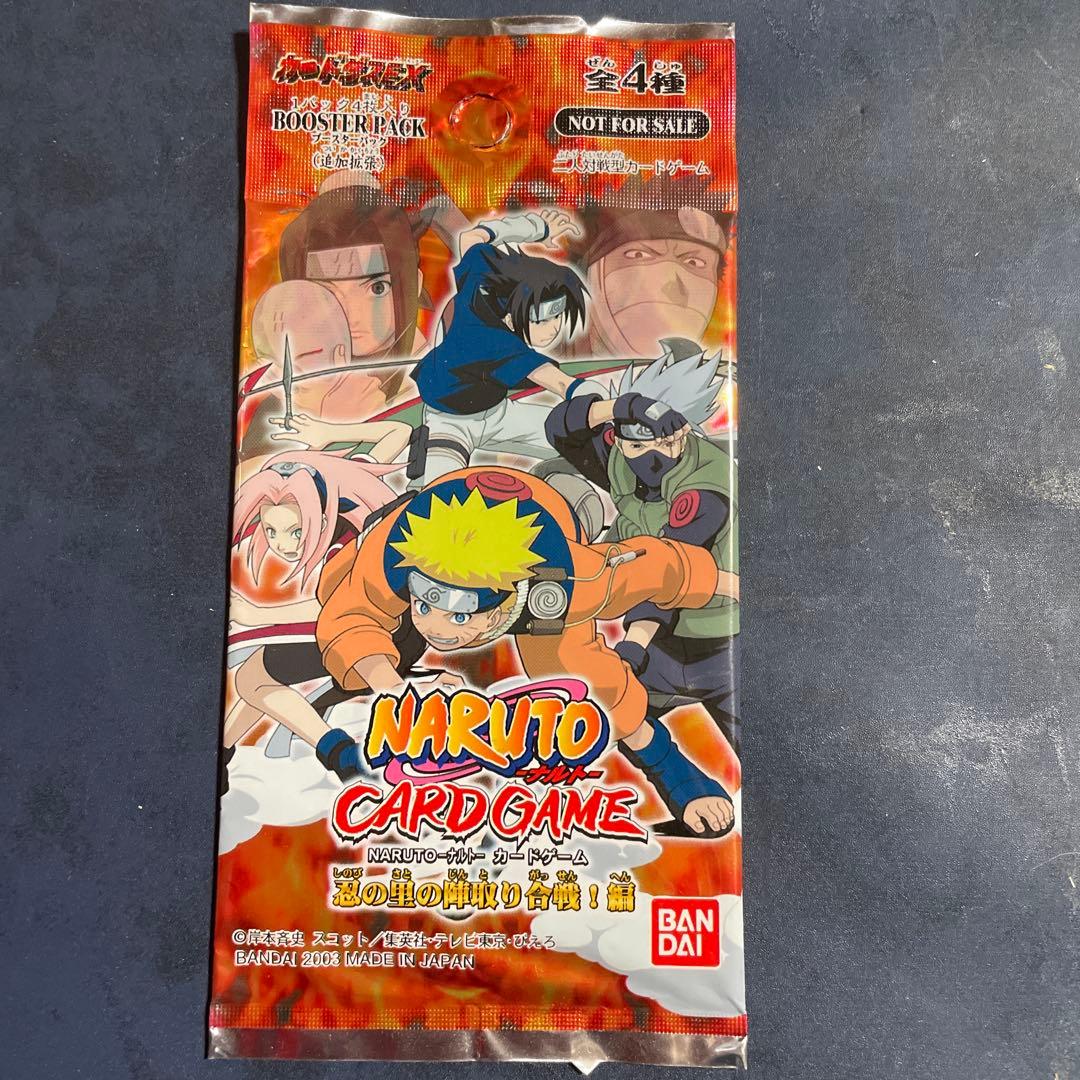 カードダスEX
1パック4枚入り
BOOSTER PACK
ブースターパック
(追加拡張)
全4種
NOT FOR SALE
二人対戦型カードゲーム
NARUTO
-ナルト-
CARD GAME
NARUTO-ナルト- カードゲーム
忍の里の陣取り合戦!編
©岸本斉史 スコット/集英社・テレビ東京・ぴえろ
BANDAI 2003 MADE IN JAPAN
BAN
DAI